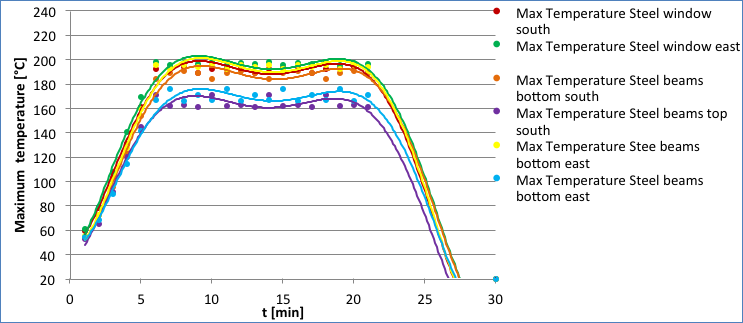 240
220
200
180
160
140
120
100
80
60
40
20
Maximum temperature [°C]
0
5
10
15
20
25
30
t [min]
Max Temperature Steel window
south
Max Temperature Steel window east
Max Temperature Steel beams
bottom south
Max Temperature Steel beams top
south
Max Temperature Stee beams
bottom east
Max Temperature Steel beams
bottom east